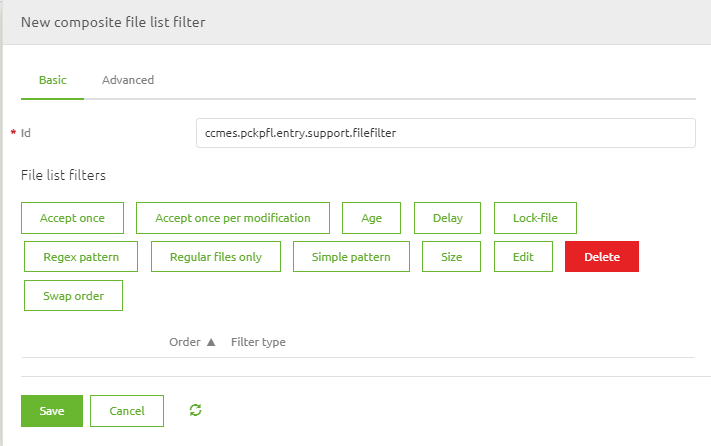 New composite file list filter
Basic Advanced
* Id ccmes.pckpfl.entry.support.filefilter
File list filters
Accept once Accept once per modification Age Delay Lock-file
Regex pattern Regular files only Simple pattern Size Edit Delete
Swap order
Order ▲ Filter type
Save Cancel